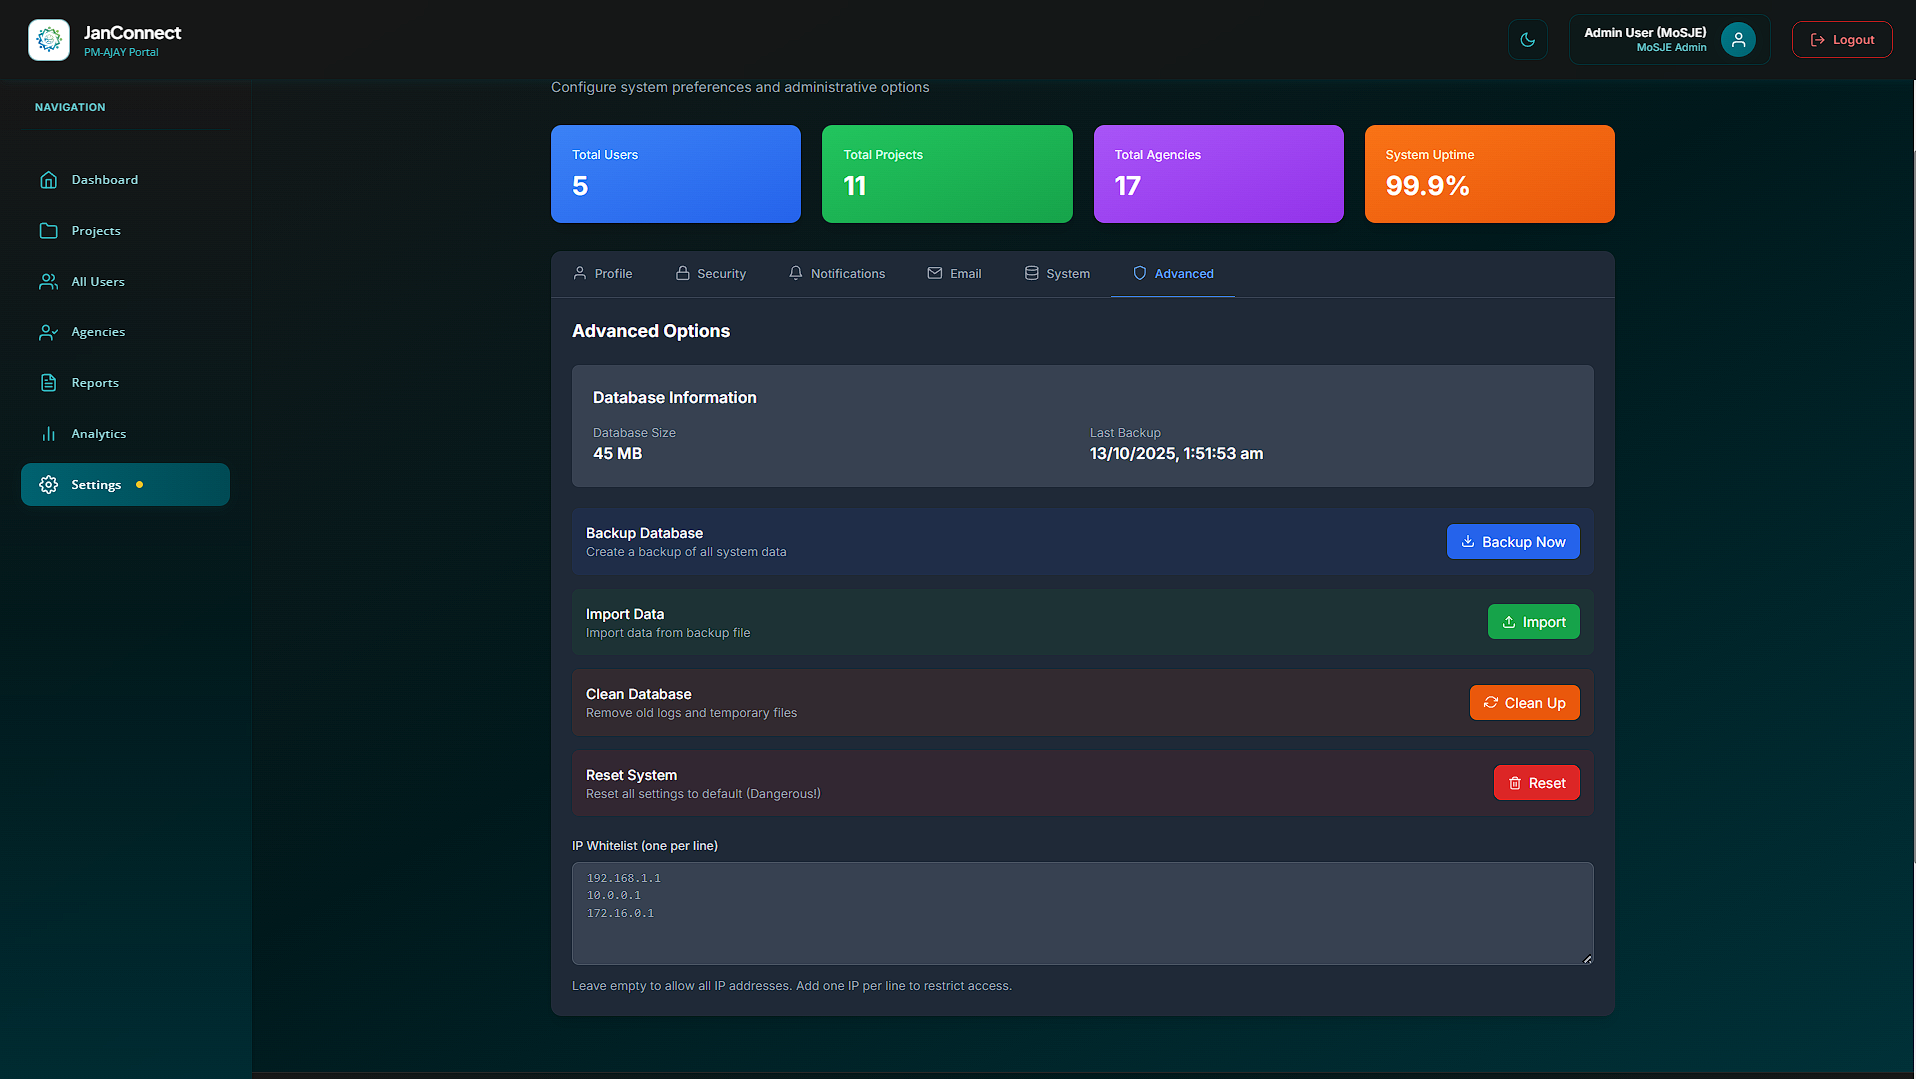 JanConnect
PM-AJAY Portal
Admin User (MoSJE)
MoSJE Admin
Logout
NAVIGATION
Dashboard
Projects
All Users
Agencies
Reports
Analytics
Settings
Configure system preferences and administrative options
Total Users
5
Total Projects
11
Total Agencies
17
System Uptime
99.9%
Profile
Security
Notifications
Email
System
Advanced
Advanced Options
Database Information
Database Size
45 MB
Last Backup
13/10/2025, 1:51:53 am
Backup Database
Create a backup of all system data
Backup Now
Import Data
Import data from backup file
Import
Clean Database
Remove old logs and temporary files
Clean Up
Reset System
Reset all settings to default (Dangerous!)
Reset
IP Whitelist (one per line)
192.168.1.1
10.0.0.1
172.16.0.1
Leave empty to allow all IP addresses. Add one IP per line to restrict access.